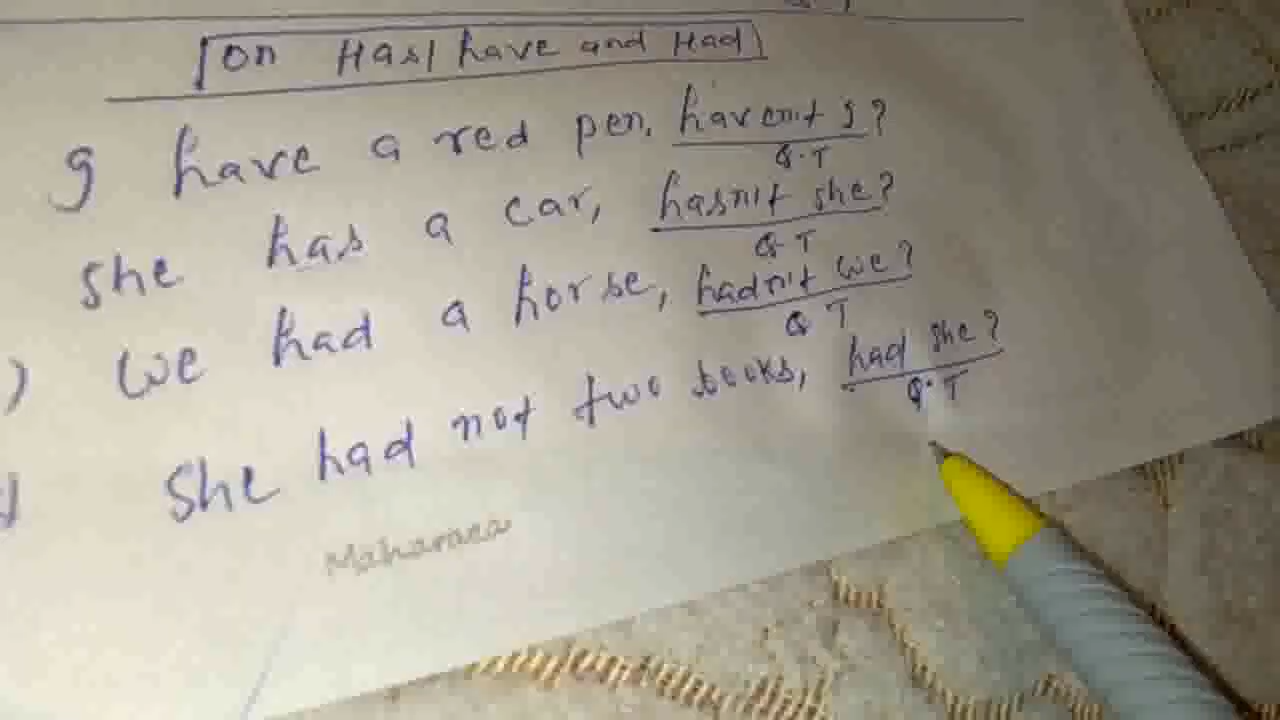 on Has/have and Had
I have a red pen, haven't I?
Q.T
she has a car, hasn't she?
Q.T
) we had a horse, hadn't we?
Q T
she had not two books, had she?
Q.T
Maharana